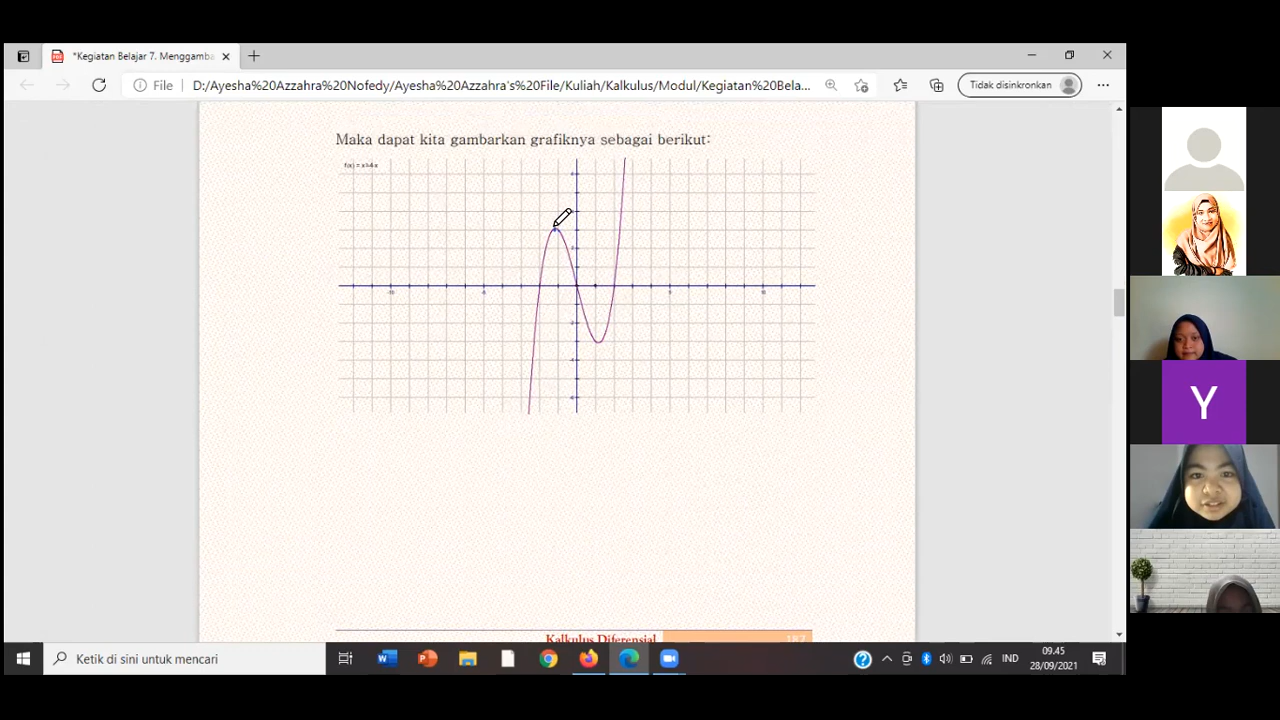 *Kegiatan Belajar 7. Menggamba
File
D:/Ayesha%20Azzahra%20Nofedy/Ayesha%20Azzahra's%20File/Kuliah/Kalkulus/Modul/Kegiatan%20Bela...
Tidak disinkronkan
Maka dapat kita gambarkan grafiknya sebagai berikut:
Y
Kalkulus Diferensial 187
Ketik di sini untuk mencari
IND
09.45
28/09/2021